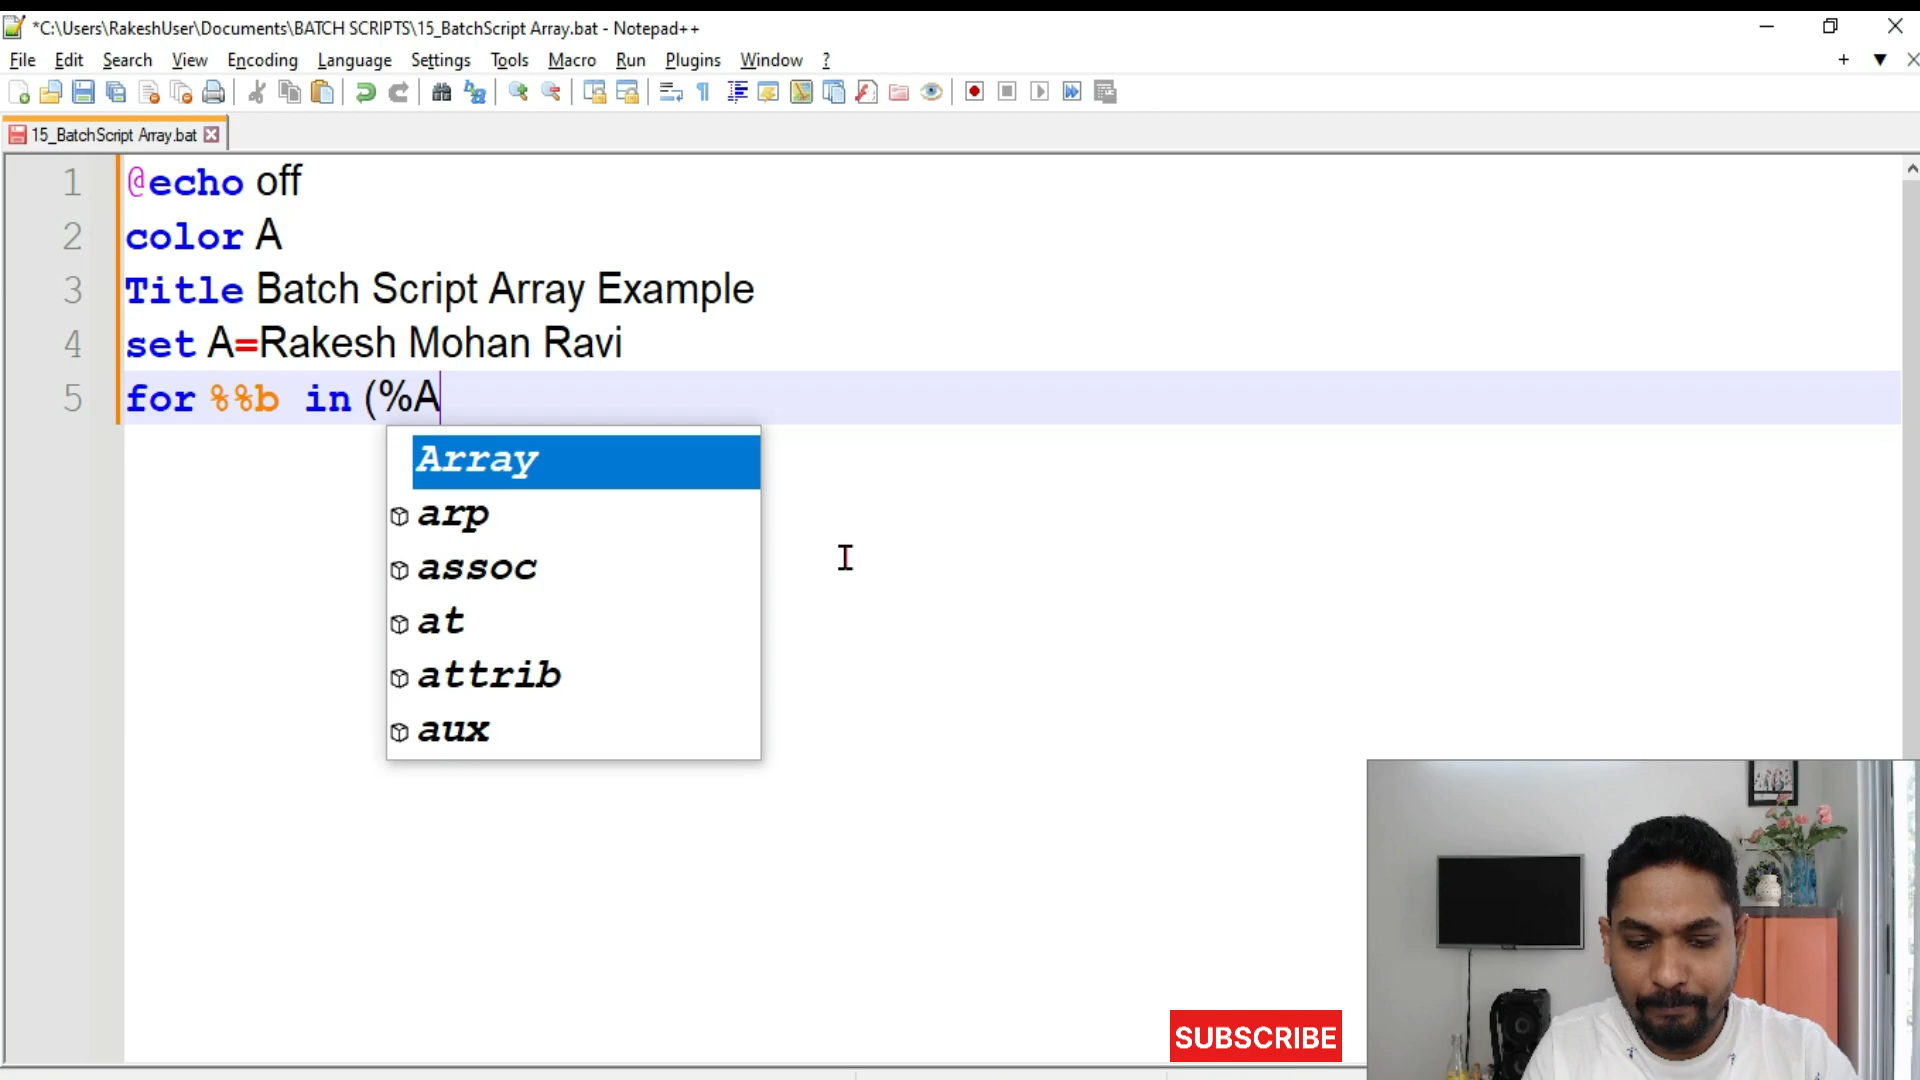 *C:\Users\RakeshUser\Documents\BATCH SCRIPTS\15_BatchScript Array.bat - Notepad++
File Edit Search View Encoding Language Settings Tools Macro Run Plugins Window ?
15_BatchScript Array.bat
1 @echo off
2 color A
3 Title Batch Script Array Example
4 set A=Rakesh Mohan Ravi
5 for %%b in (%A
Array
arp
assoc
at
attrib
aux
SUBSCRIBE